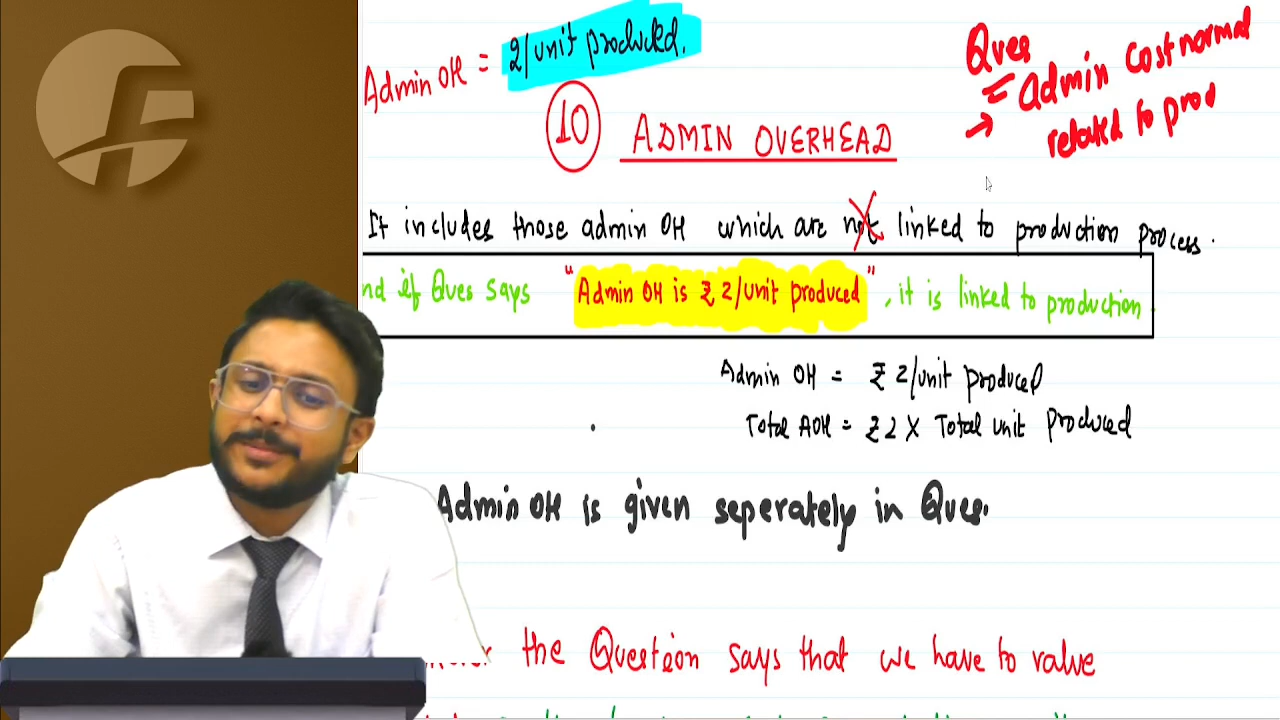 Admin OH = 2/unit produced.
Ques
Admin cost normal
→ related to prod
10 ADMIN OVERHEAD
It includes those admin OH which are not linked to production process.
nd if Ques says "Admin OH is ₹ 2/unit produced", it is linked to production.
Admin OH = ₹ 2/unit produced
Total AOH = ₹2 X Total unit produced
Admin OH is given seperately in Ques.
the Question says that we have to value